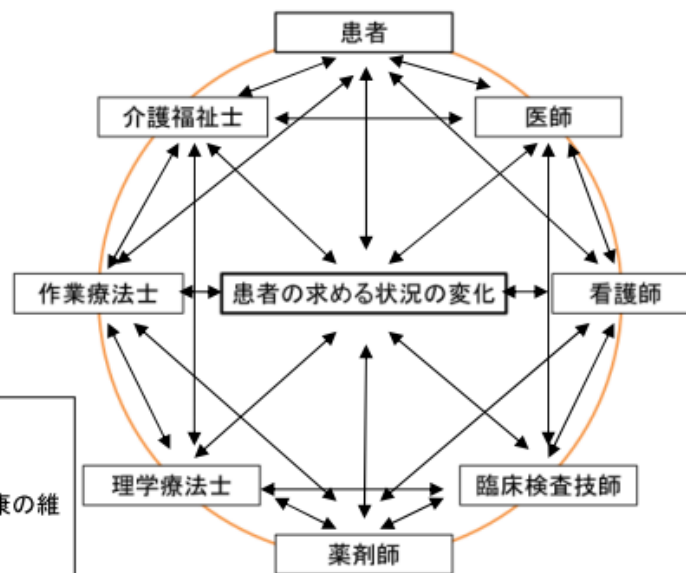 患者
介護福祉士
医師
作業療法士
患者の求める状況の変化
看護師
康の維
理学療法士
臨床検査技師
薬剤師